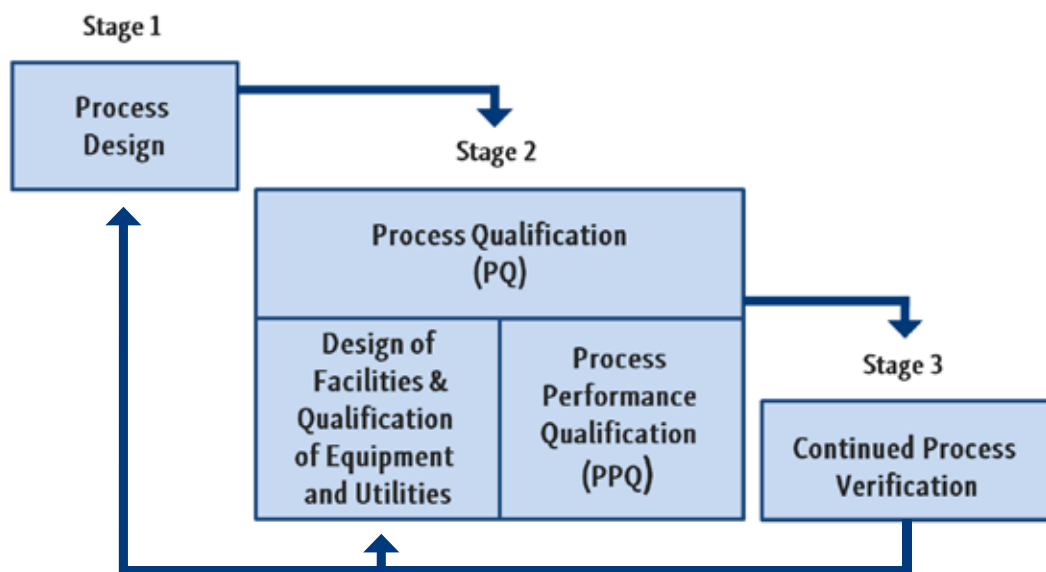 Stage 1
Process
Design
Stage 2
Process Qualification
(PQ)
Design of
Facilities &
Qualification
of Equipment
and Utilities
Process
Performance
Qualification
(PPQ)
Stage 3
Continued Process
Verification